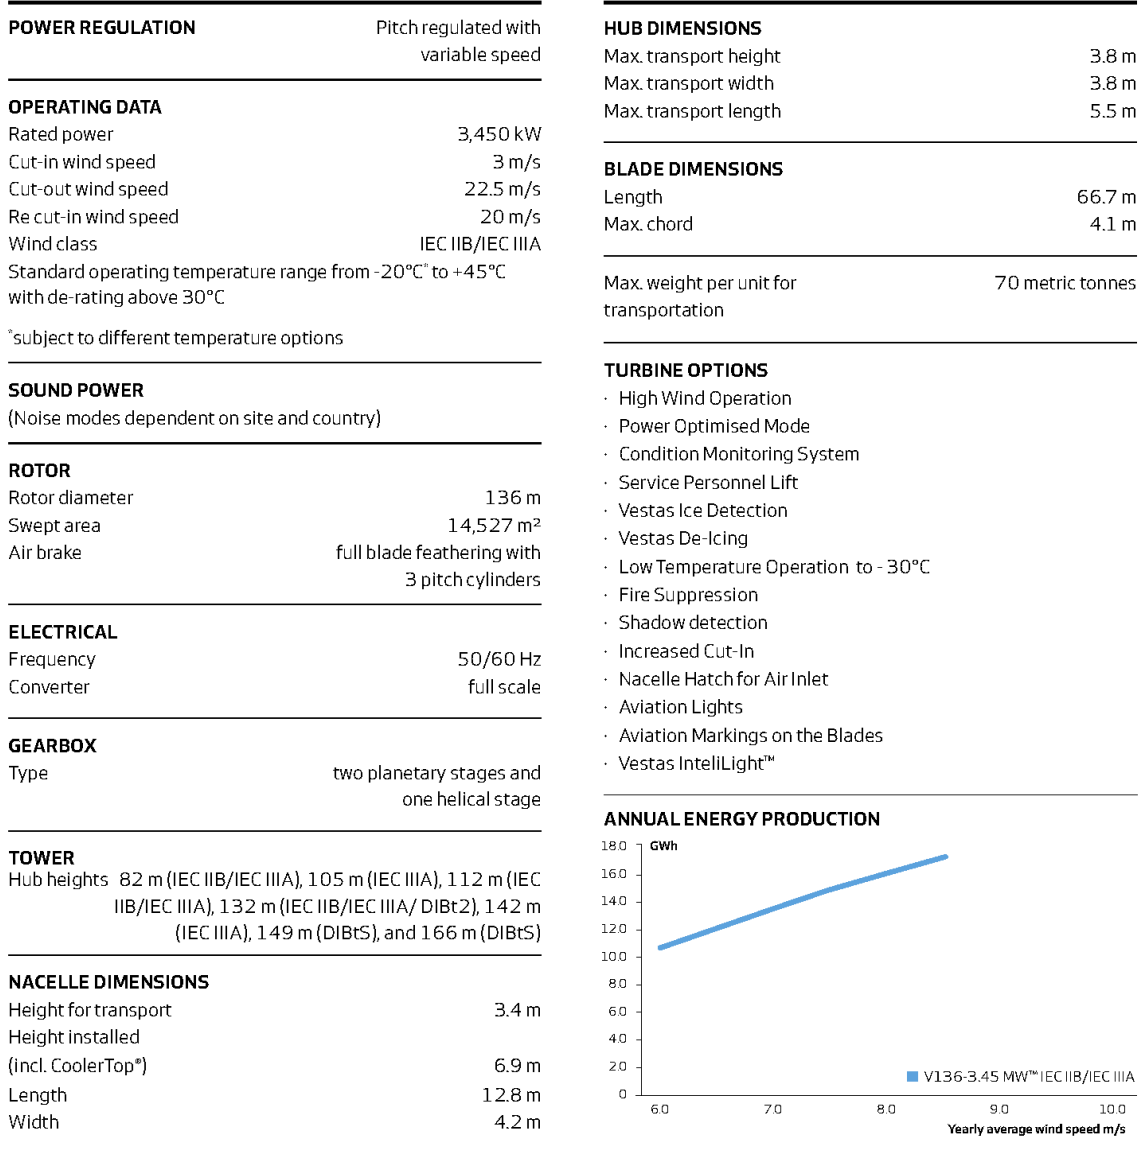 POWER REGULATION Pitch regulated with
variable speed
OPERATING DATA
Rated power 3,450 kW
Cut-in wind speed 3 m/s
Cut-out wind speed 22.5 m/s
Re cut-in wind speed 20 m/s
Wind class IEC IIB/IEC IIIA
Standard operating temperature range from -20°C* to +45°C
with de-rating above 30°C
*subject to different temperature options
SOUND POWER
(Noise modes dependent on site and country)
ROTOR
Rotor diameter 136 m
Swept area 14,527 m²
Air brake full blade feathering with
3 pitch cylinders
ELECTRICAL
Frequency 50/60 Hz
Converter full scale
GEARBOX
Type two planetary stages and
one helical stage
TOWER
Hub heights 82 m (IEC IIB/IEC IIIA), 105 m (IEC IIIA), 112 m (IEC
IIB/IEC IIIA), 132 m (IEC IIB/IEC IIIA/ DIBt2), 142 m
(IEC IIIA), 149 m (DIBtS), and 166 m (DIBtS)
NACELLE DIMENSIONS
Height for transport 3.4 m
Height installed
(incl. CoolerTop®) 6.9 m
Length 12.8 m
Width 4.2 m
HUB DIMENSIONS
Max. transport height 3.8 m
Max. transport width 3.8 m
Max. transport length 5.5 m
BLADE DIMENSIONS
Length 66.7 m
Max. chord 4.1 m
Max. weight per unit for 70 metric tonnes
transportation
TURBINE OPTIONS
· High Wind Operation
· Power Optimised Mode
· Condition Monitoring System
· Service Personnel Lift
· Vestas Ice Detection
· Vestas De-Icing
· Low Temperature Operation to - 30°C
· Fire Suppression
· Shadow detection
· Increased Cut-In
· Nacelle Hatch for Air Inlet
· Aviation Lights
· Aviation Markings on the Blades
· Vestas InteliLight™
ANNUAL ENERGY PRODUCTION
18.0 GWh
16.0
14.0
12.0
10.0
8.0
6.0
4.0
2.0
V136-3.45 MW™ IEC IIB/IEC IIIA
0
6.0 7.0 8.0 9.0 10.0
Yearly average wind speed m/s